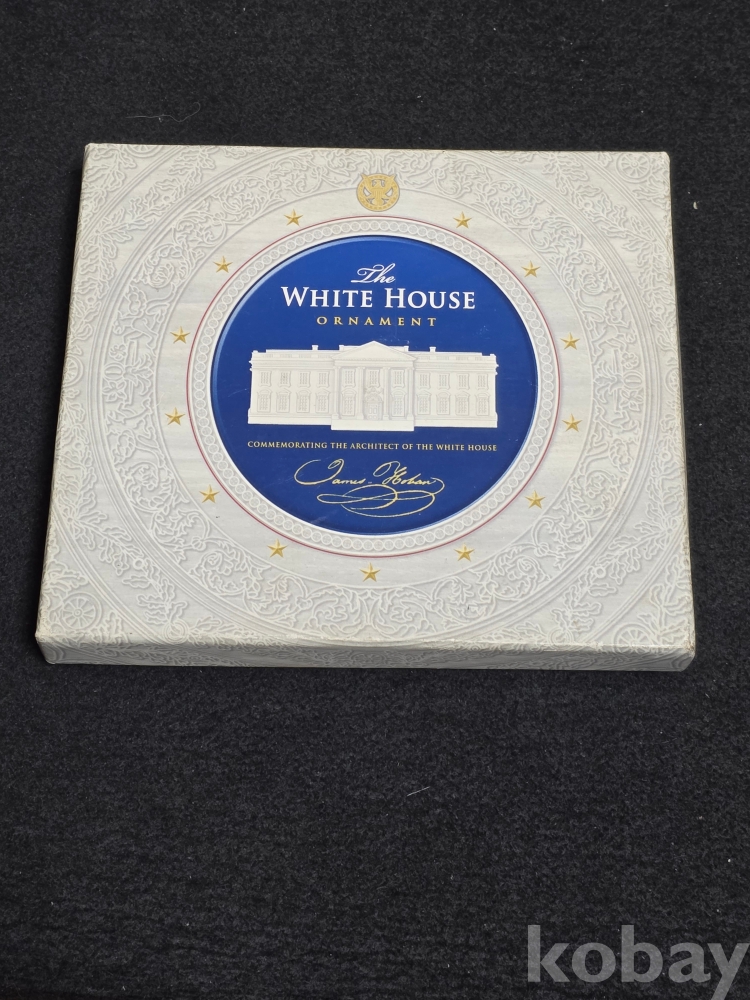 The
WHITE HOUSE
ORNAMENT
COMMEMORATING THE ARCHITECT OF THE WHITE HOUSE
James Hoban
kobay